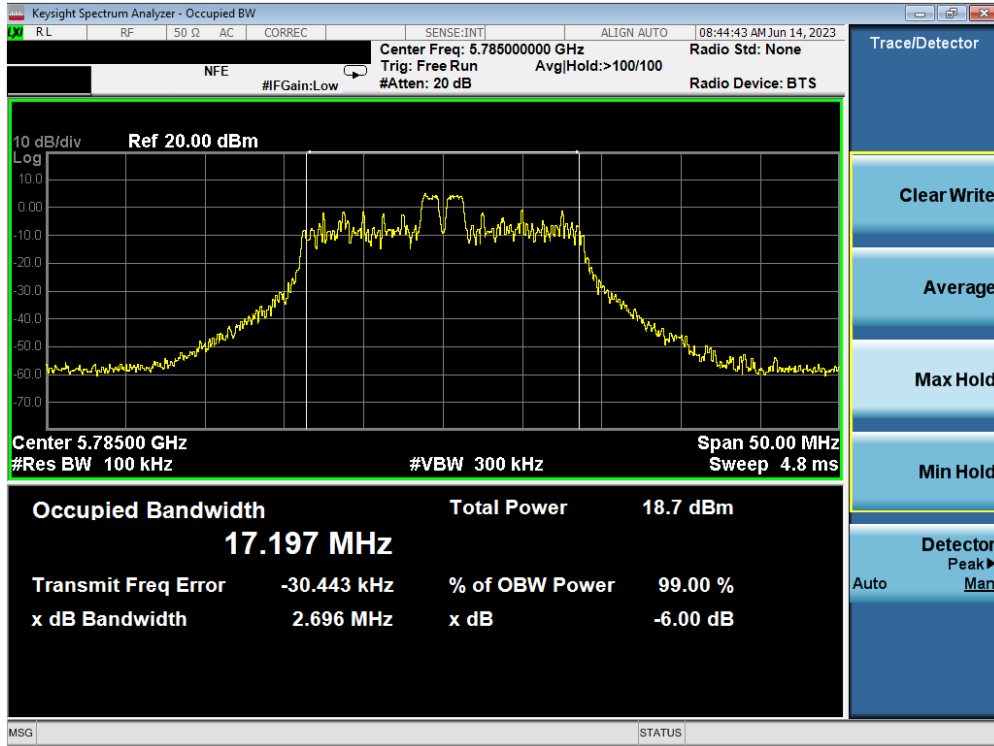 Keysight Spectrum Analyzer - Occupied BW
LXI RL RF 50 Ω AC CORREC SENSE:INT ALIGN AUTO 08:44:43 AM Jun 14, 2023
Center Freq: 5.785000000 GHz Radio Std: None
NFE Trig: Free Run Avg|Hold:>100/100
#IFGain:Low #Atten: 20 dB Radio Device: BTS
10 dB/div Ref 20.00 dBm
Log
10.0
0.00
-10.0
-20.0
-30.0
-40.0
-50.0
-60.0
-70.0
Center 5.78500 GHz Span 50.00 MHz
#Res BW 100 kHz #VBW 300 kHz Sweep 4.8 ms
Occupied Bandwidth Total Power 18.7 dBm
17.197 MHz
Transmit Freq Error -30.443 kHz % of OBW Power 99.00 %
x dB Bandwidth 2.696 MHz x dB -6.00 dB
Trace/Detector
Clear Write
Average
Max Hold
Min Hold
Detector
Peak
Auto Man
MSG STATUS